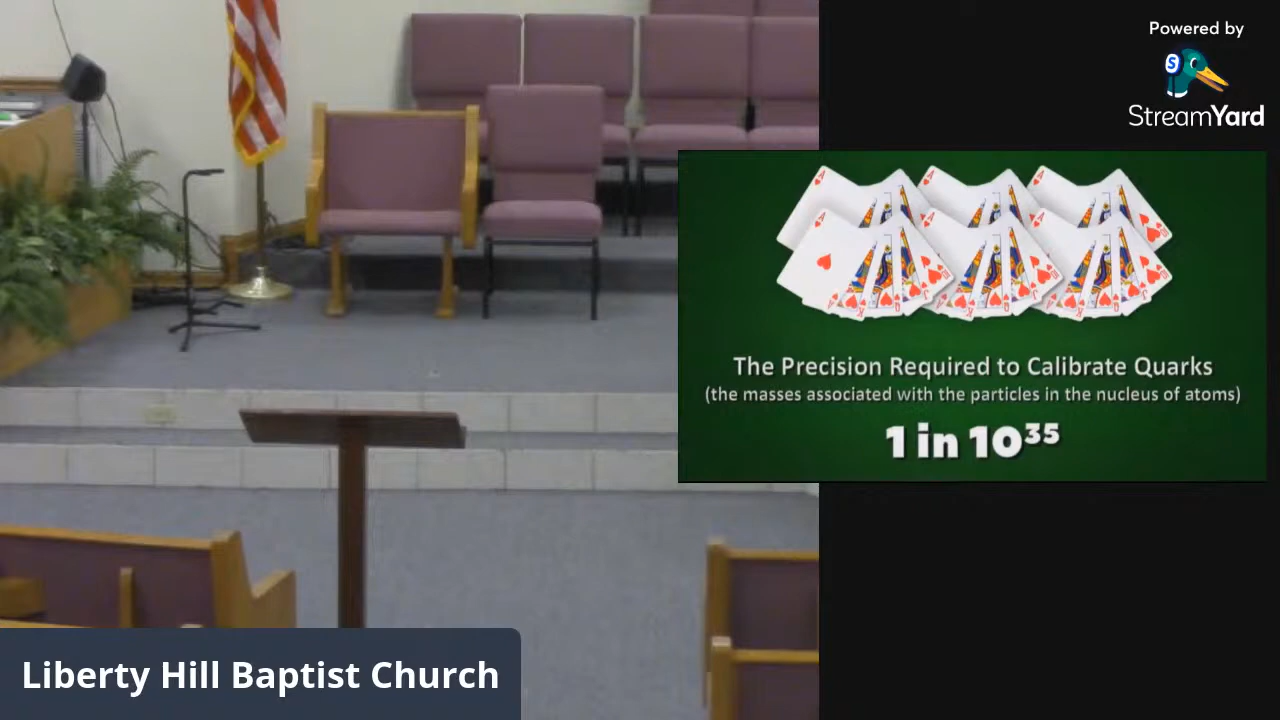 Powered by
StreamYard
The Precision Required to Calibrate Quarks
(the masses associated with the particles in the nucleus of atoms)
1 in 10³⁵
Liberty Hill Baptist Church